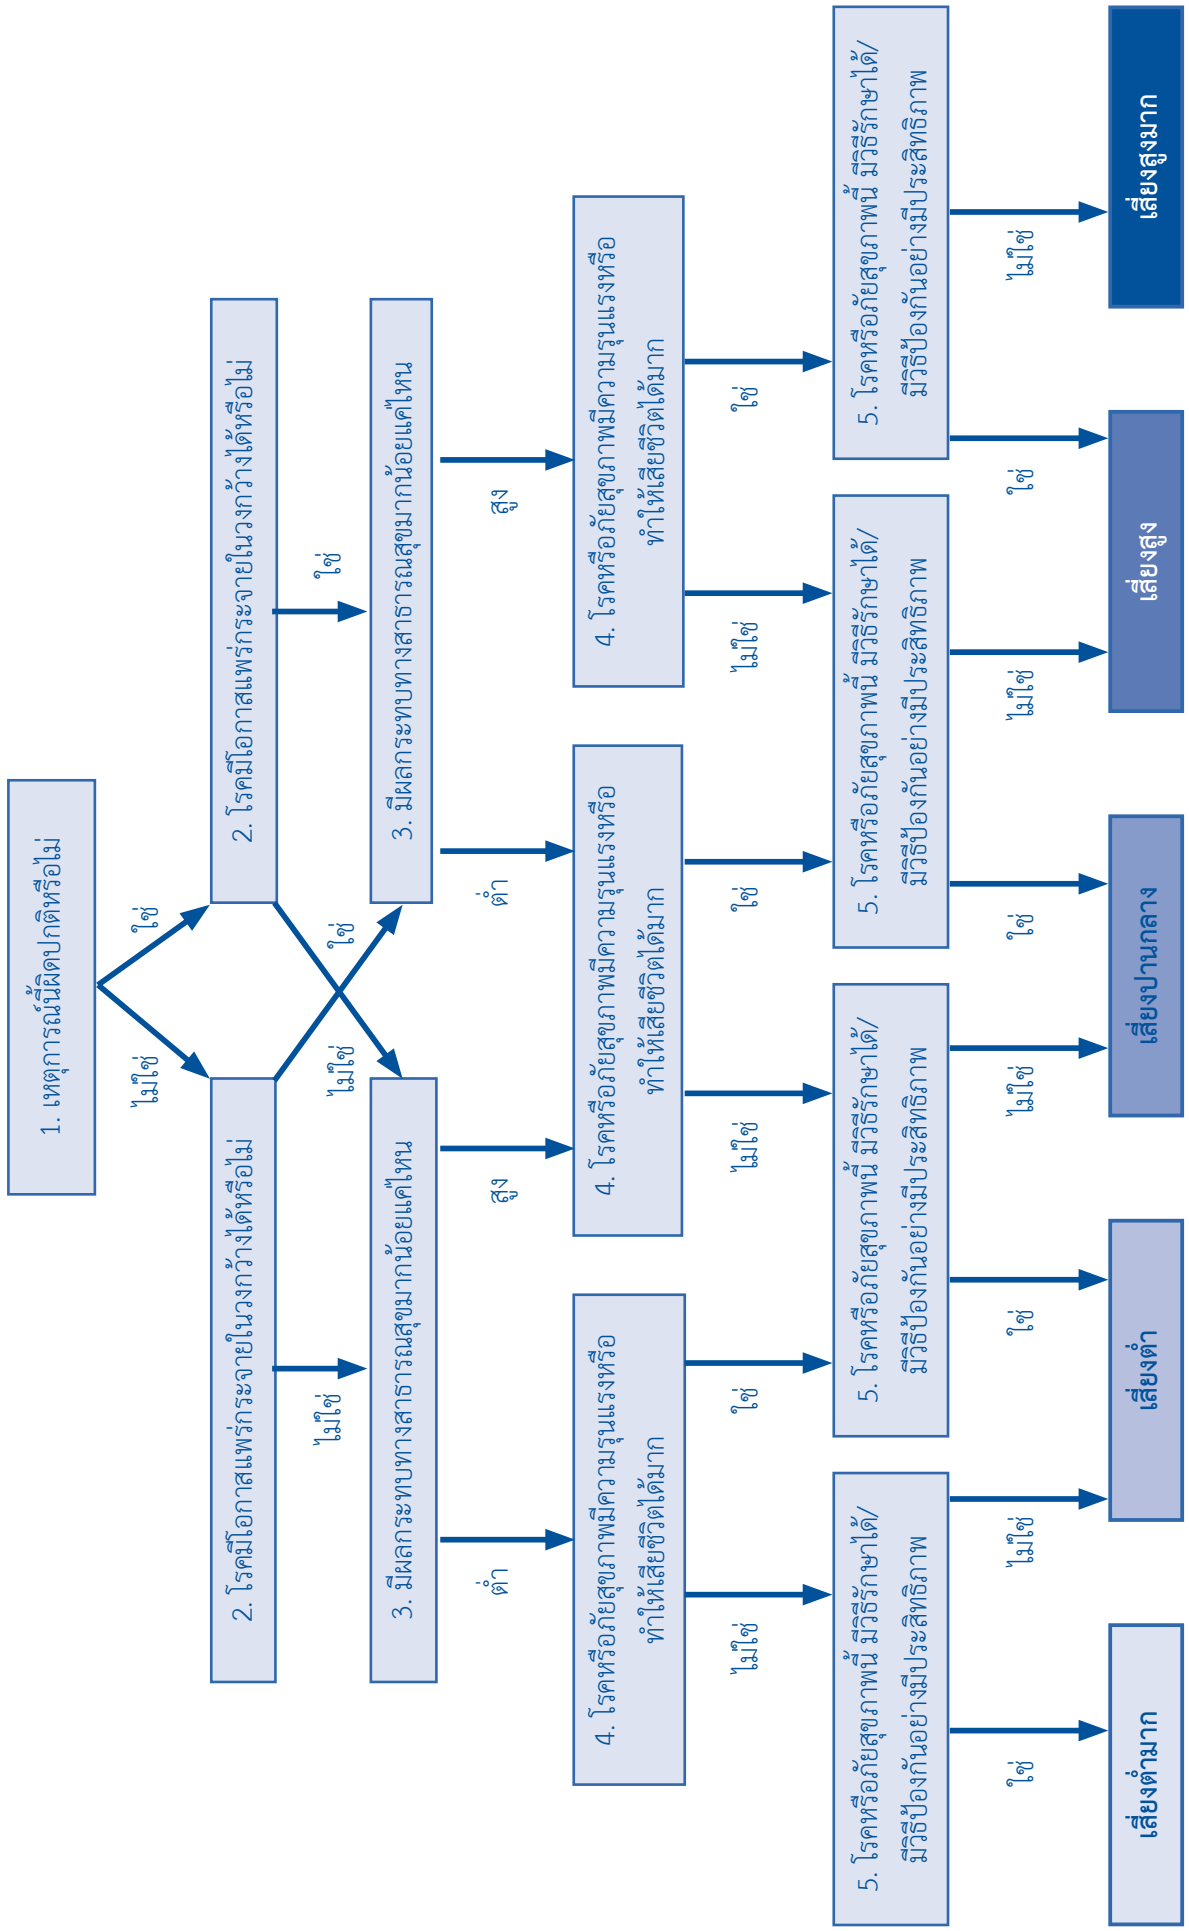 1. เหตุการณ์นี้ผิดปกติหรือไม่
ไม่ใช่
ใช่
2. โรคมีโอกาสแพร่กระจายในวงกว้างได้หรือไม่
2. โรคมีโอกาสแพร่กระจายในวงกว้างได้หรือไม่
ไม่ใช่
ไม่ใช่
ใช่
ใช่
3. มีผลกระทบทางสาธารณสุขมากน้อยแค่ไหน
3. มีผลกระทบทางสาธารณสุขมากน้อยแค่ไหน
ต่ำ
สูง
ต่ำ
สูง
4. โรคหรือภัยสุขภาพมีความรุนแรงหรือ
ทำให้เสียชีวิตได้มาก
4. โรคหรือภัยสุขภาพมีความรุนแรงหรือ
ทำให้เสียชีวิตได้มาก
4. โรคหรือภัยสุขภาพมีความรุนแรงหรือ
ทำให้เสียชีวิตได้มาก
ไม่ใช่
ใช่
ไม่ใช่
ใช่
ไม่ใช่
ใช่
5. โรคหรือภัยสุขภาพนี้ มีวิธีรักษาได้/
มีวิธีป้องกันอย่างมีประสิทธิภาพ
5. โรคหรือภัยสุขภาพนี้ มีวิธีรักษาได้/
มีวิธีป้องกันอย่างมีประสิทธิภาพ
5. โรคหรือภัยสุขภาพนี้ มีวิธีรักษาได้/
มีวิธีป้องกันอย่างมีประสิทธิภาพ
5. โรคหรือภัยสุขภาพนี้ มีวิธีรักษาได้/
มีวิธีป้องกันอย่างมีประสิทธิภาพ
ใช่
ไม่ใช่
ใช่
ไม่ใช่
ใช่
ไม่ใช่
ใช่
ไม่ใช่
เสี่ยงต่ำมาก
เสี่ยงต่ำ
เสี่ยงปานกลาง
เสี่ยงสูง
เสี่ยงสูงมาก